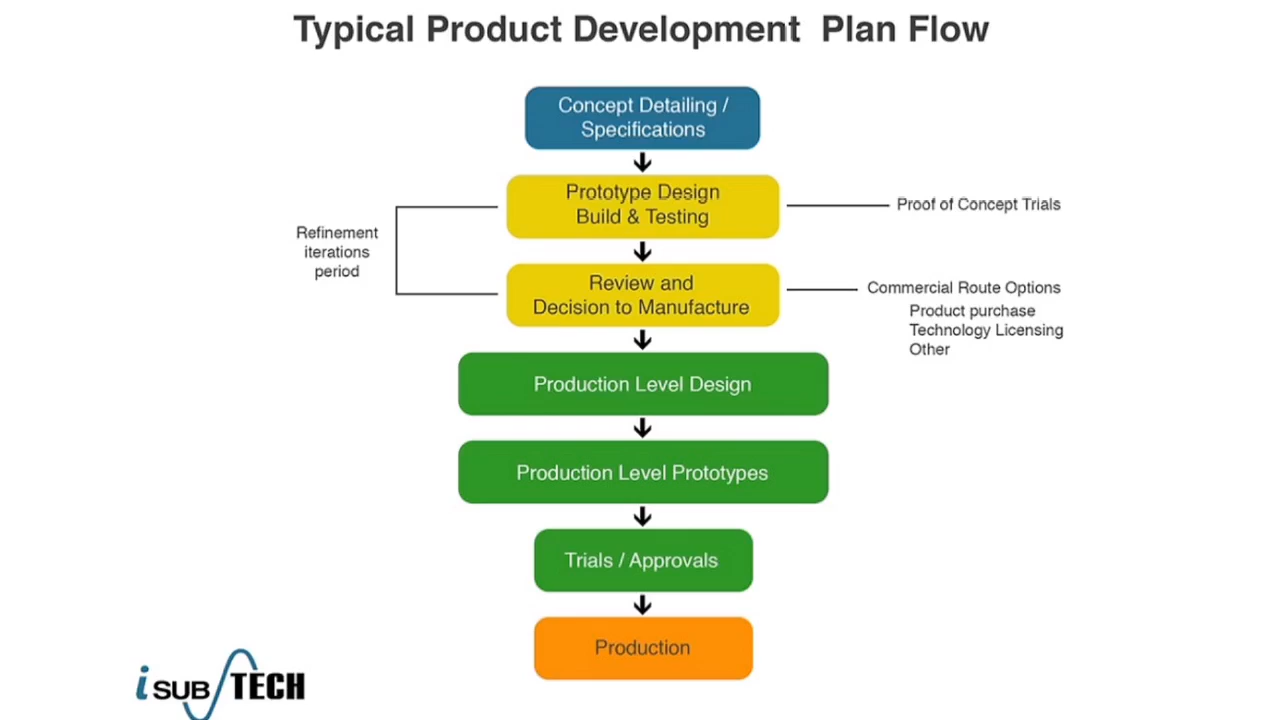 Typical Product Development Plan Flow
Concept Detailing /
Specifications
Prototype Design
Build & Testing
Proof of Concept Trials
Refinement
iterations
period
Review and
Decision to Manufacture
Commercial Route Options
Product purchase
Technology Licensing
Other
Production Level Design
Production Level Prototypes
Trials / Approvals
Production
i SUB TECH